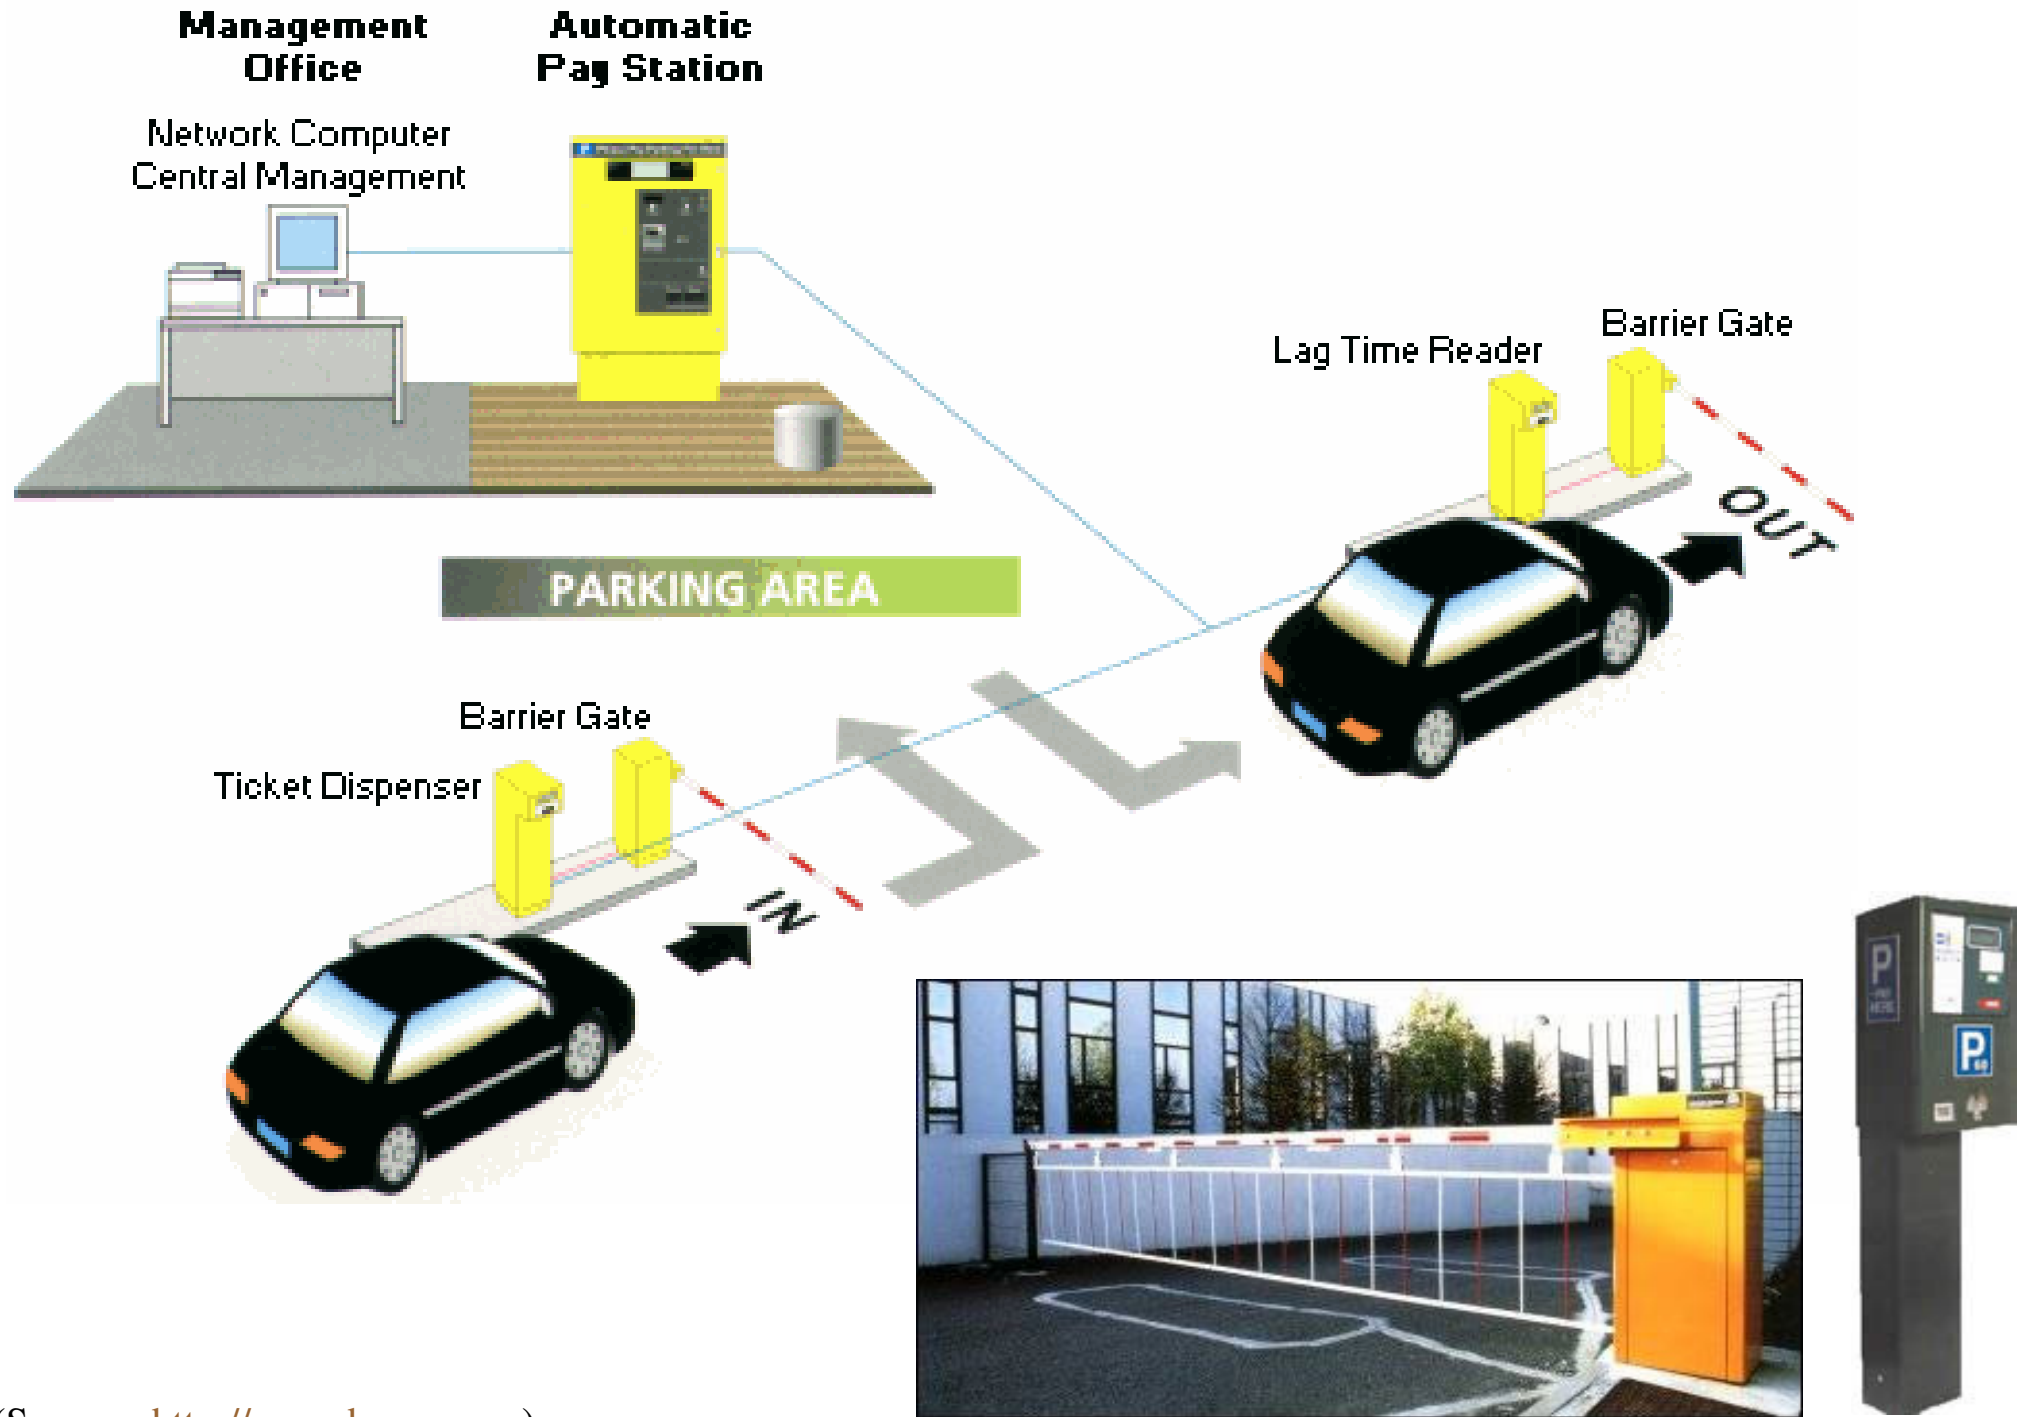 Management
Office
Automatic
Pay Station
Network Computer
Central Management
Barrier Gate
Lag Time Reader
OUT
PARKING AREA
Barrier Gate
Ticket Dispenser
IN
P
HERE
P